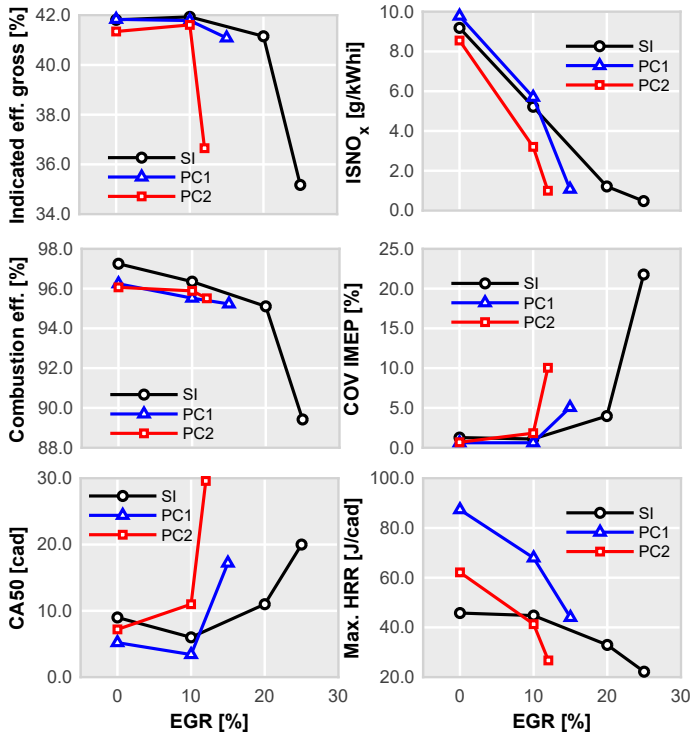 Indicated eff. gross [%]
42.0
40.0
38.0
36.0
34.0
SI
PC1
PC2
ISNOx [g/kWhi]
10.0
8.0
6.0
4.0
2.0
0.0
SI
PC1
PC2
Combustion eff. [%]
98.0
96.0
94.0
92.0
90.0
88.0
SI
PC1
PC2
COV IMEP [%]
25.0
20.0
15.0
10.0
5.0
0.0
SI
PC1
PC2
CA50 [cad]
30.0
20.0
10.0
0.0
SI
PC1
PC2
0 10 20 30
EGR [%]
Max. HRR [J/cad]
100.0
80.0
60.0
40.0
20.0
SI
PC1
PC2
0 10 20 30
EGR [%]